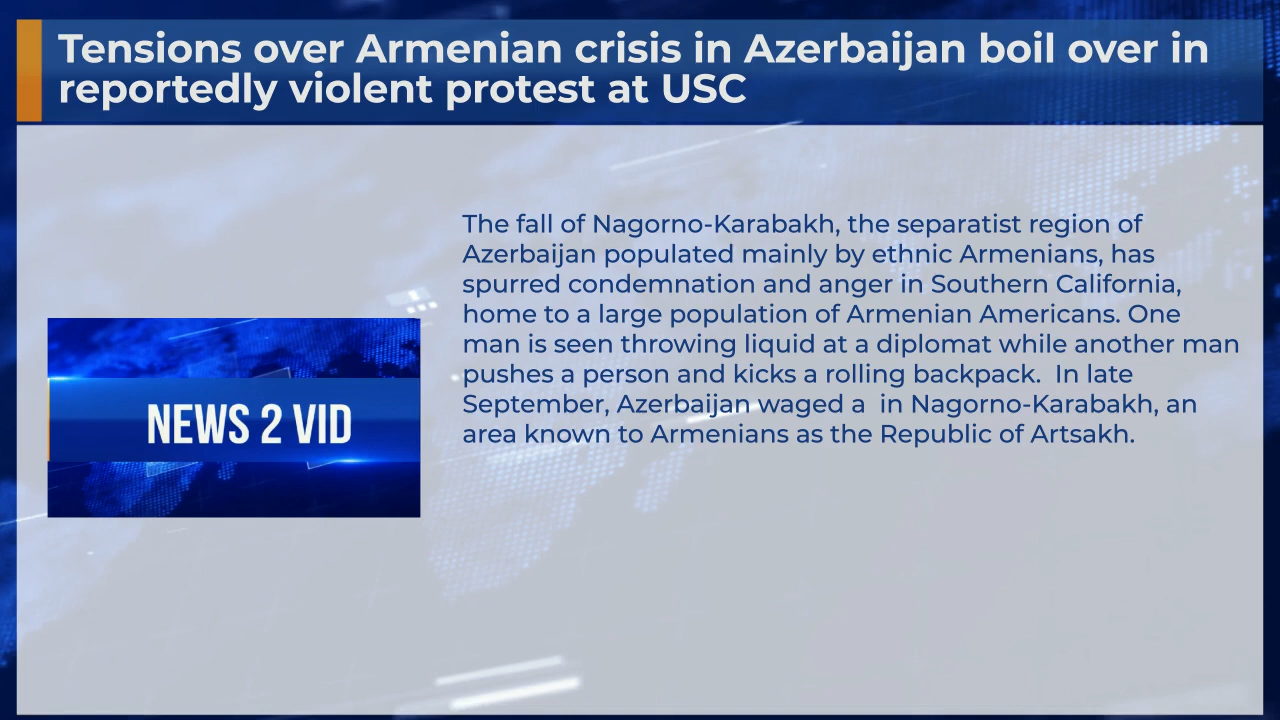 Tensions over Armenian crisis in Azerbaijan boil over in
reportedly violent protest at USC
The fall of Nagorno-Karabakh, the separatist region of
Azerbaijan populated mainly by ethnic Armenians, has
spurred condemnation and anger in Southern California,
home to a large population of Armenian Americans. One
man is seen throwing liquid at a diplomat while another man
pushes a person and kicks a rolling backpack.  In late
September, Azerbaijan waged a  in Nagorno-Karabakh, an
area known to Armenians as the Republic of Artsakh.
NEWS 2 VID